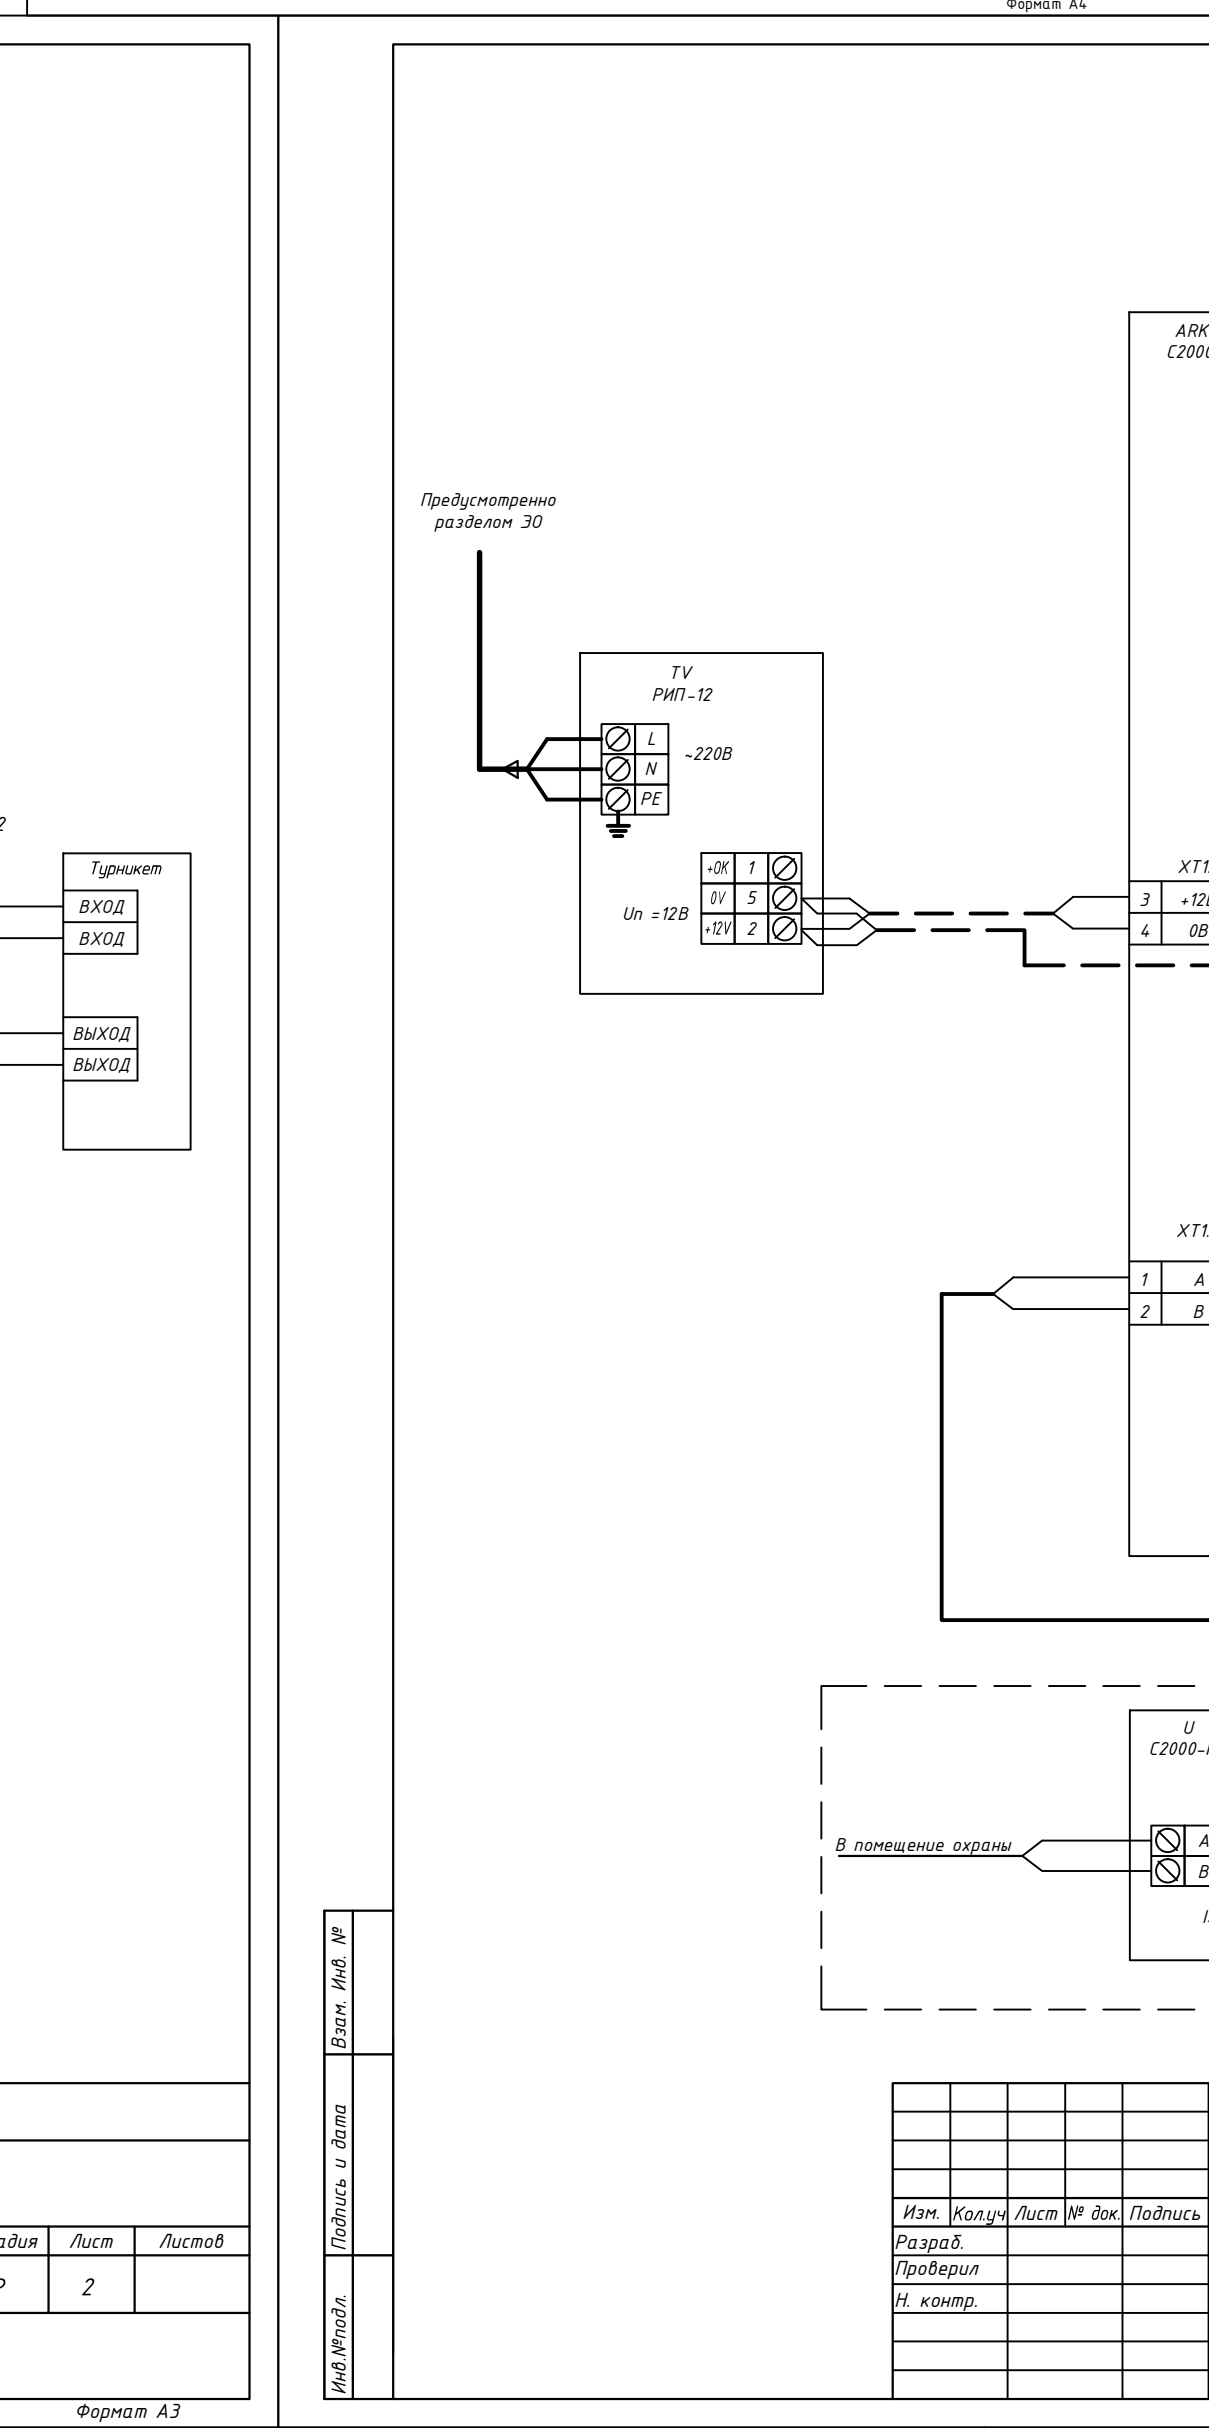 Формат А4
Турникет
ВХОД
ВХОД
ВЫХОД
ВЫХОД
Лист
Листов
2
Формат А3
Предусмотренно
разделом ЭО
TV
РИП-12
L
N
PE
~220В
+OK 1
0V 5
+12V 2
Uп =12В
ARK
3
4 0В
1 A
2 B
В помещение охраны
U
A
B
Взам. Инв. №
Подпись и дата
Инв.№подл.
Изм. Кол.уч Лист № док. Подпись
Разраб.
Проверил
Н. контр.